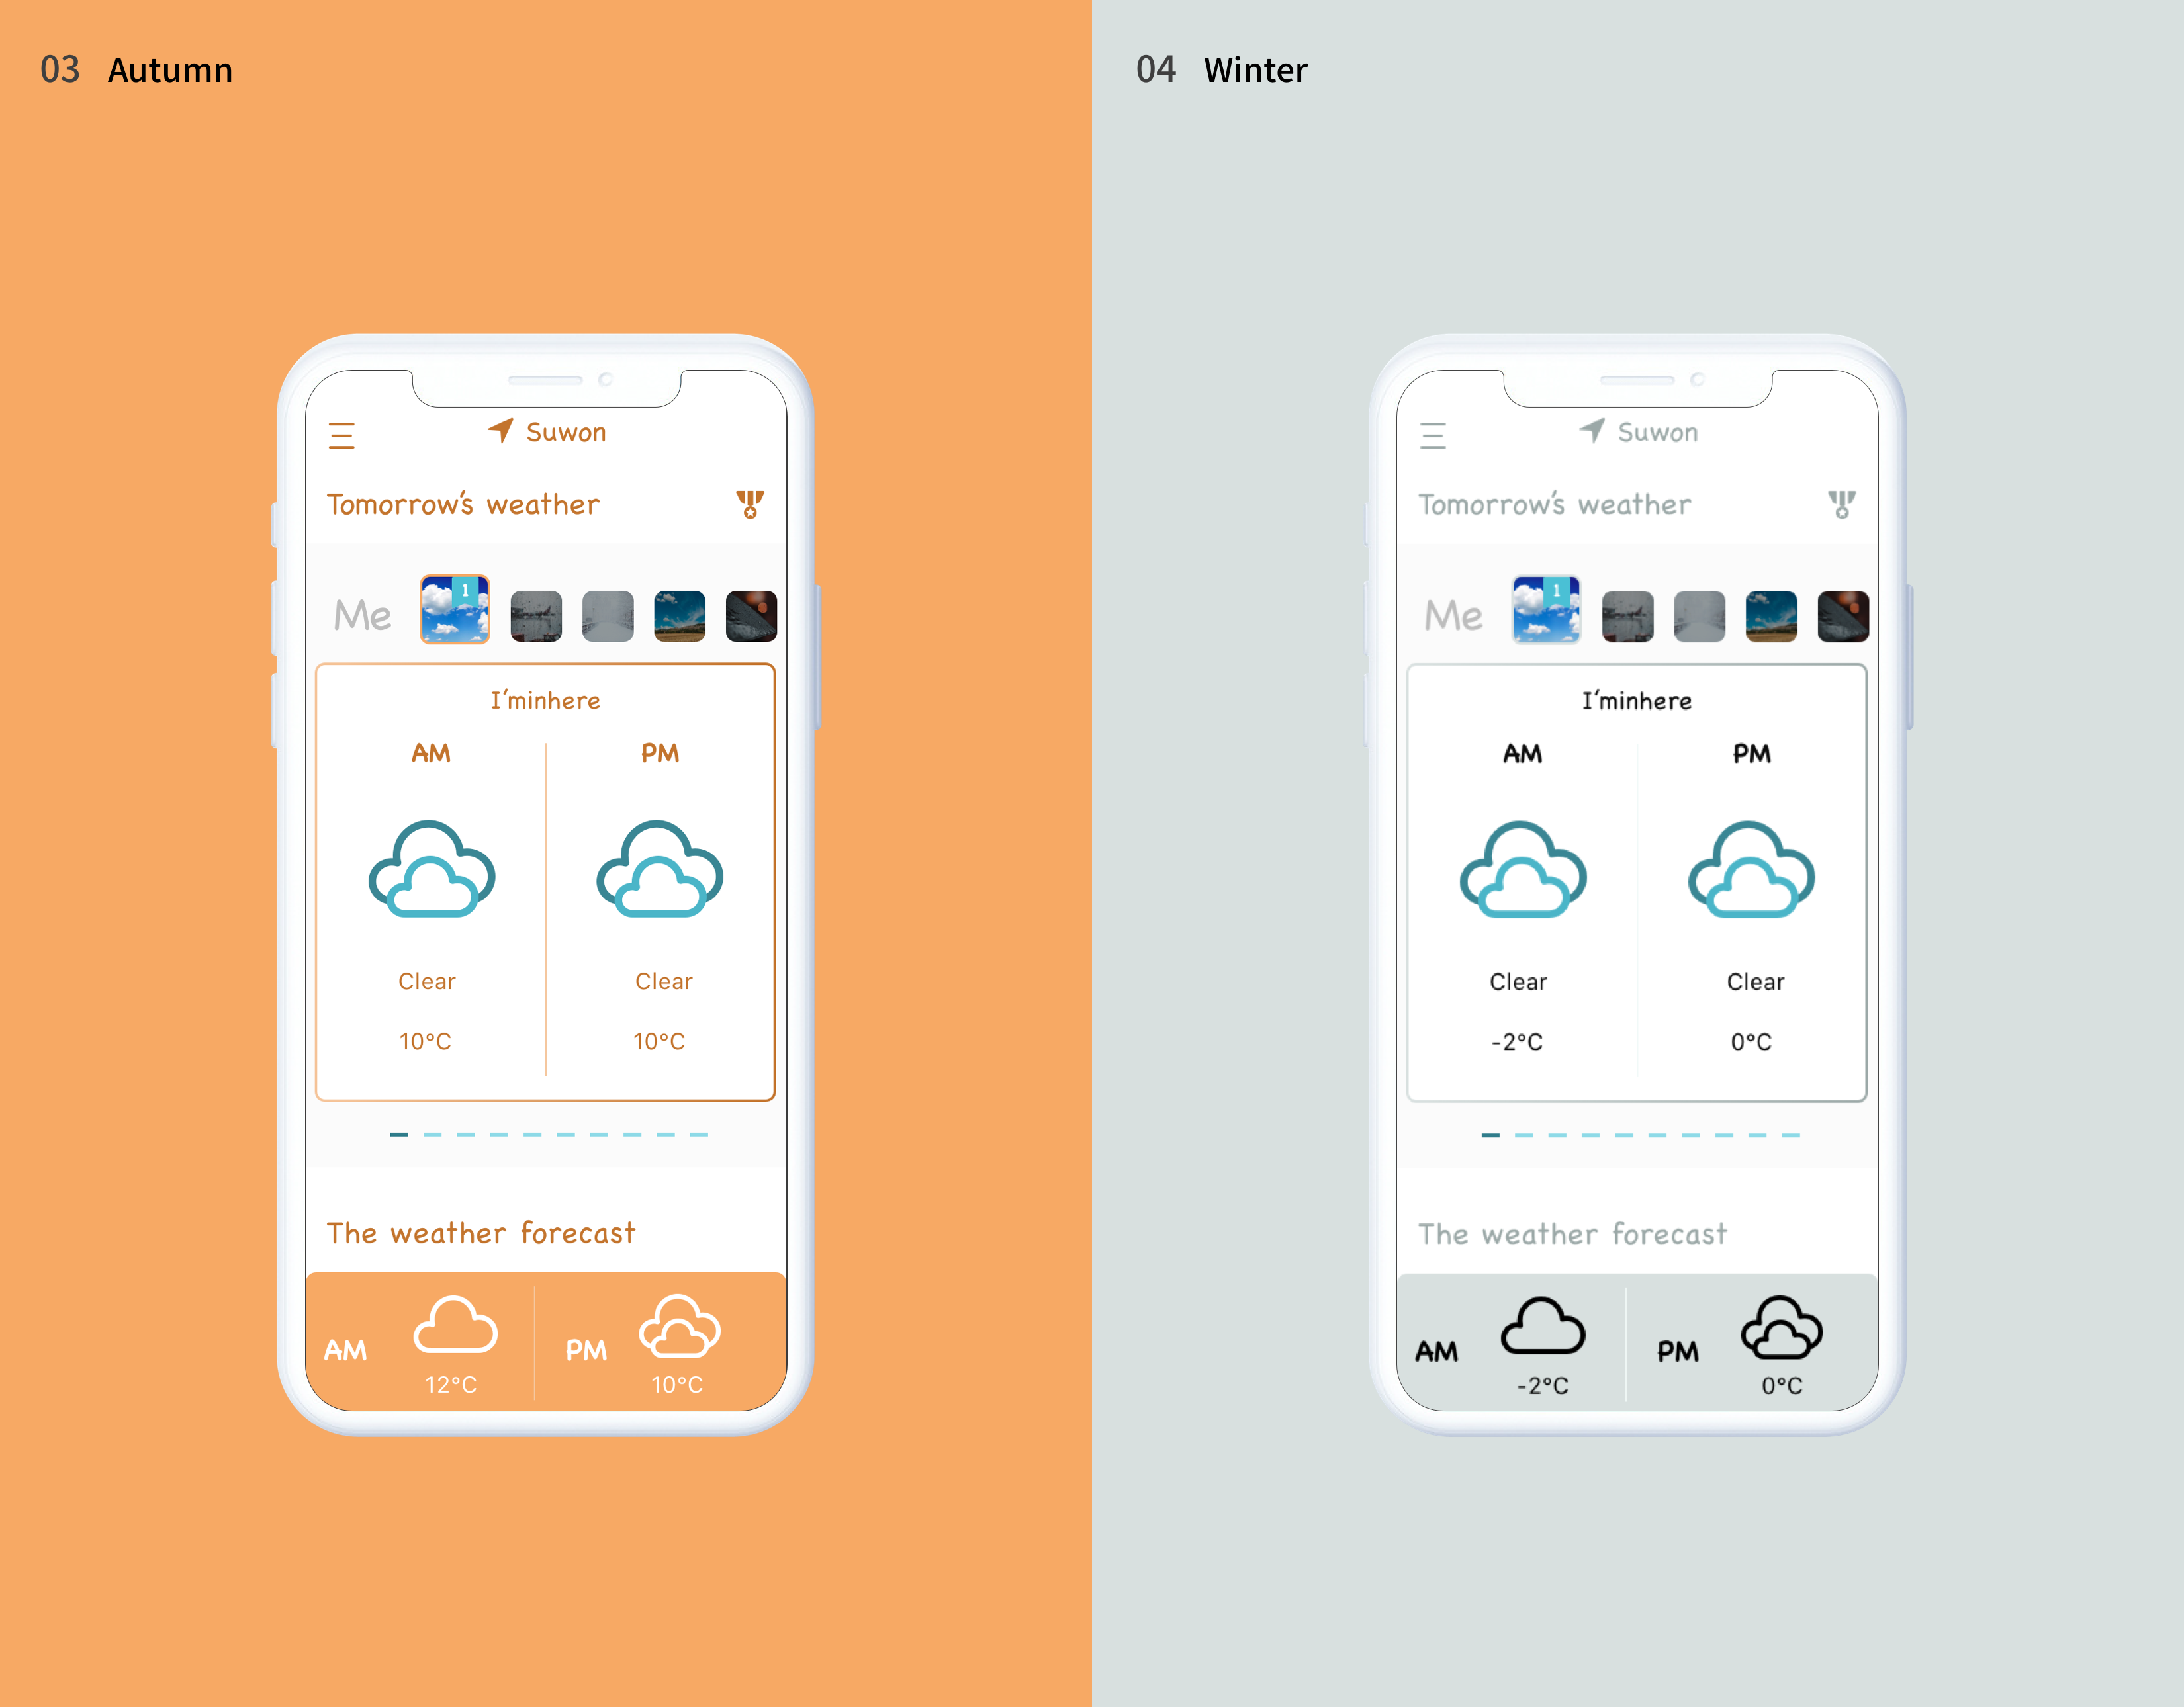 03 Autumn
Suwon
Tomorrow's weather
Me
1
I'minhere
AM
PM
Clear
Clear
10°C
10°C
The weather forecast
AM
12°C
PM
10°C
04 Winter
Suwon
Tomorrow's weather
Me
1
I'minhere
AM
PM
Clear
Clear
-2°C
0°C
The weather forecast
AM
-2°C
PM
0°C